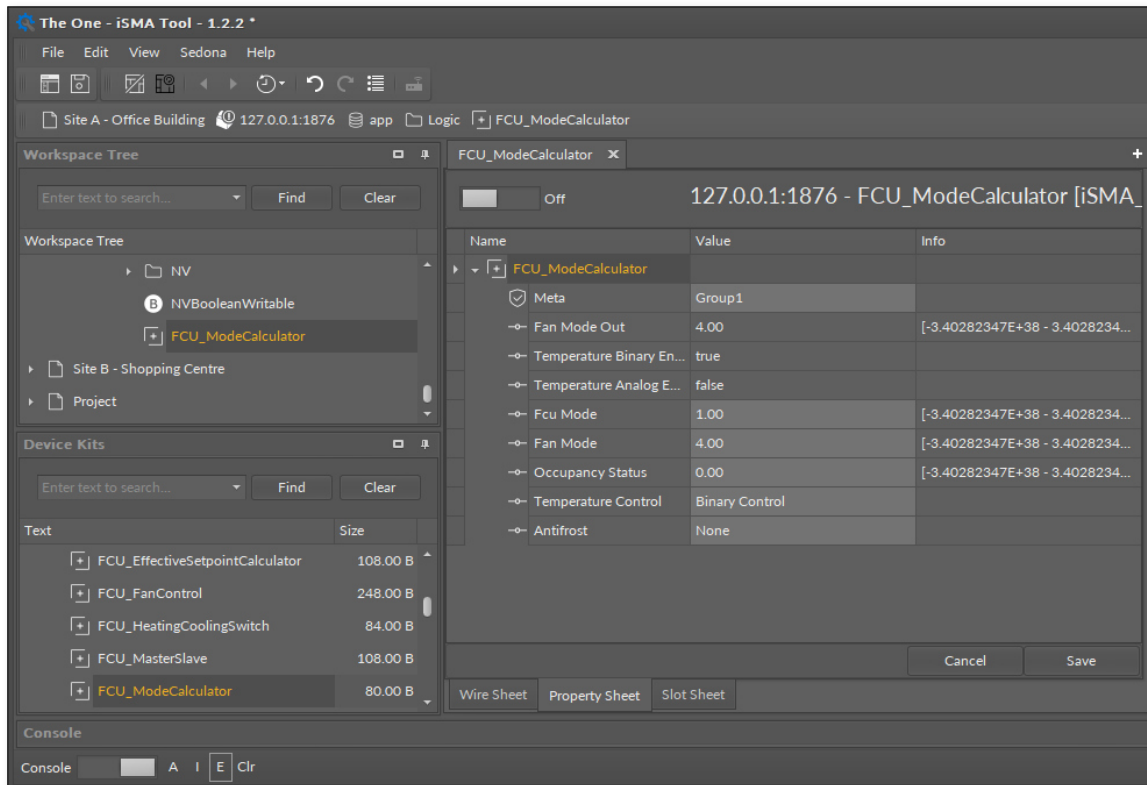 The One - iSMA Tool - 1.2.2 *
File Edit View Sedona Help
Site A - Office Building 127.0.0.1:1876 app Logic FCU_ModeCalculator
Workspace Tree
Enter text to search... Find Clear
Workspace Tree
NV
B NVBooleanWritable
FCU_ModeCalculator
Site B - Shopping Centre
Project
Device Kits
Enter text to search... Find Clear
Text Size
FCU_EffectiveSetpointCalculator 108.00 B
FCU_FanControl 248.00 B
FCU_HeatingCoolingSwitch 84.00 B
FCU_MasterSlave 108.00 B
FCU_ModeCalculator 80.00 B
FCU_ModeCalculator x
Off 127.0.0.1:1876 - FCU_ModeCalculator [iSMA_
Name Value Info
FCU_ModeCalculator
Meta Group1
Fan Mode Out 4.00 [-3.40282347E+38 - 3.4028234...
Temperature Binary En... true
Temperature Analog E... false
Fcu Mode 1.00 [-3.40282347E+38 - 3.4028234...
Fan Mode 4.00 [-3.40282347E+38 - 3.4028234...
Occupancy Status 0.00 [-3.40282347E+38 - 3.4028234...
Temperature Control Binary Control
Antifrost None
Cancel Save
Wire Sheet Property Sheet Slot Sheet
Console
Console A I E Clr